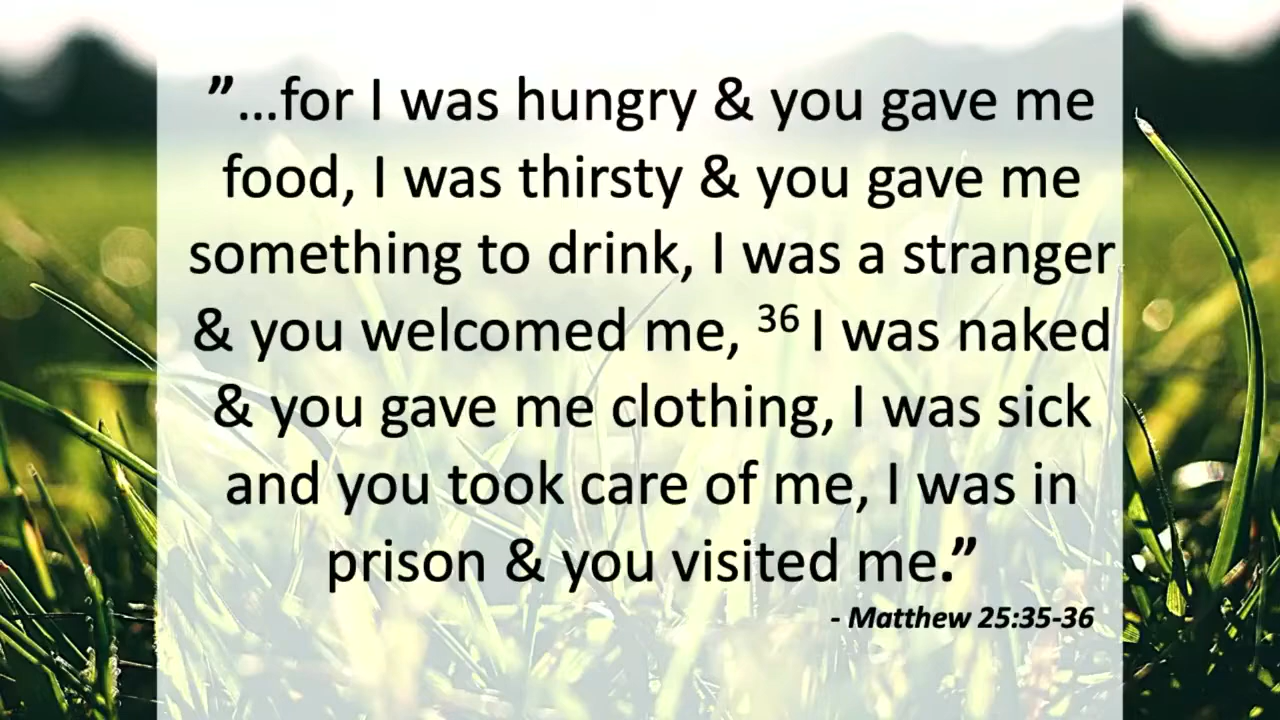 ”…for I was hungry & you gave me
food, I was thirsty & you gave me
something to drink, I was a stranger
& you welcomed me, ³⁶ I was naked
& you gave me clothing, I was sick
and you took care of me, I was in
prison & you visited me.”
- Matthew 25:35-36